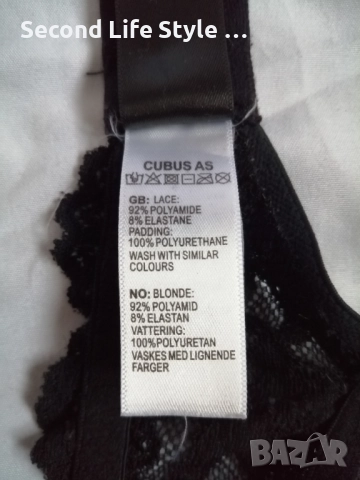 Second Life Style ...
CUBUS AS
GB: LACE:
92% POLYAMIDE
8% ELASTANE
PADDING:
100% POLYURETHANE
WASH WITH SIMILAR
COLOURS
NO: BLONDE:
92% POLYAMID
8% ELASTAN
VATTERING:
100%POLYURETAN
VASKES MED LIGNENDE
FARGER
BAZAR